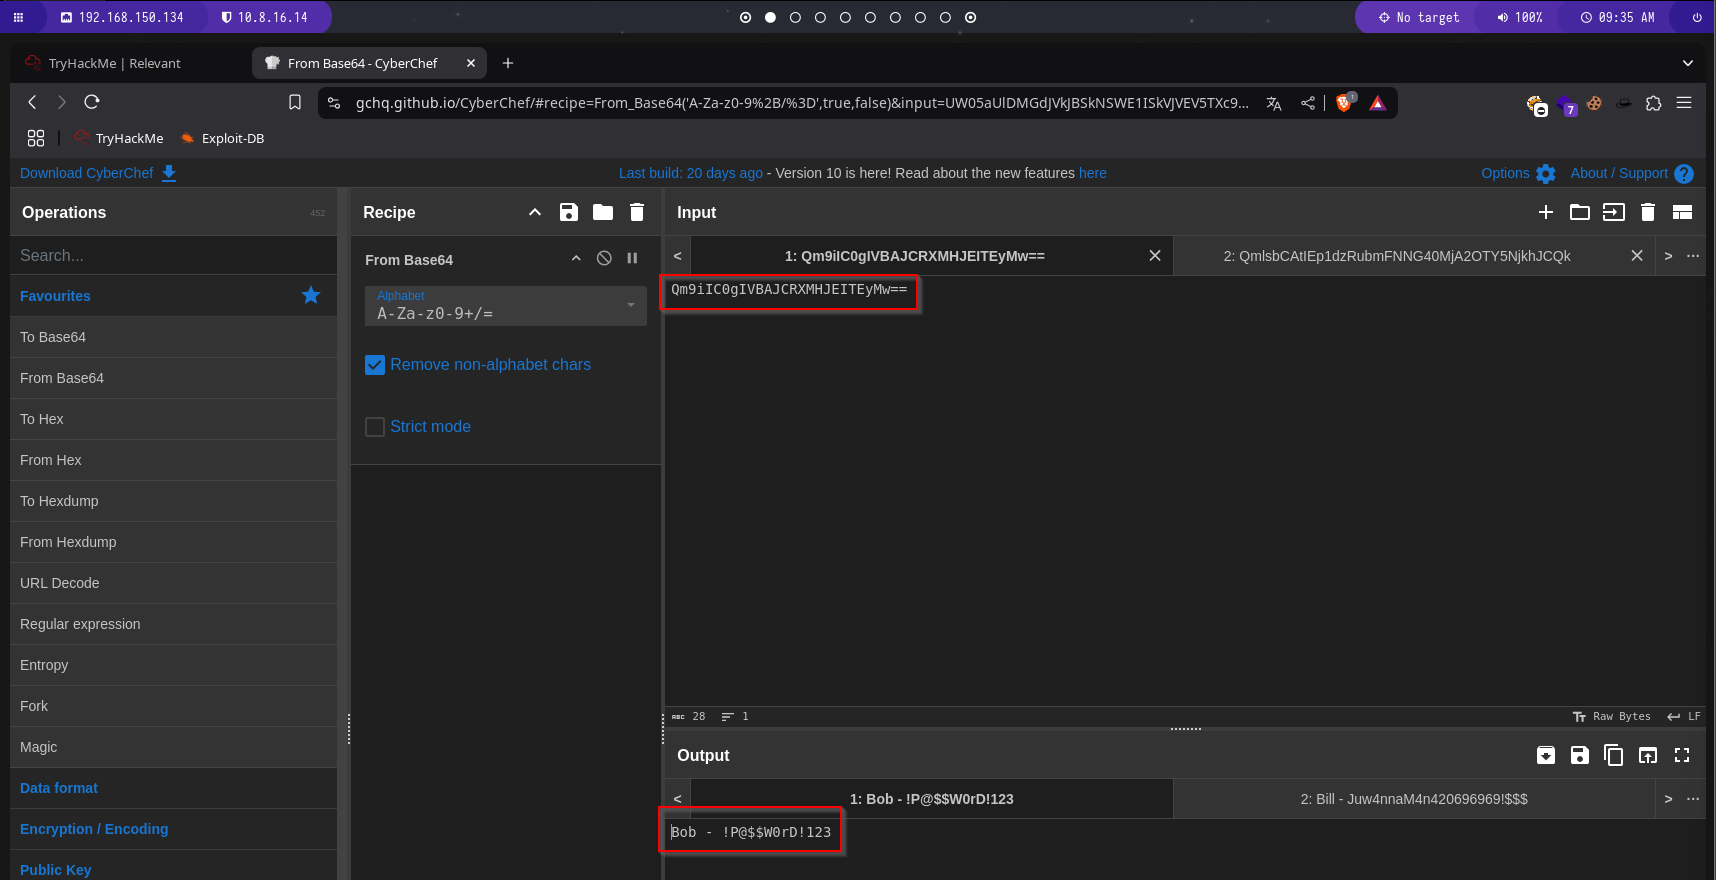 192.168.150.134
10.8.16.14
No target
100%
09:35 AM
TryHackMe | Relevant
From Base64 - CyberChef
gchq.github.io/CyberChef/#recipe=From_Base64('A-Za-z0-9%2B/%3D',true,false)&input=UW05aUlDMGdJVkJBSkNSWE1ISkVJVEV5TXc9...
1
7
TryHackMe
Exploit-DB
Download CyberChef
Last build: 20 days ago - Version 10 is here! Read about the new features here
Options
About / Support
Operations
452
Recipe
Input
Search...
From Base64
< 1: Qm9iIC0gIVBAJCRXMHJEITEyMw==
2: QmlsbCAtIEp1dzRubmFNNG40MjA2OTY5NjkhJCQk > ...
Alphabet
A-Za-z0-9+/=
Qm9iIC0gIVBAJCRXMHJEITEyMw==
Favourites
To Base64
Remove non-alphabet chars
From Base64
To Hex
Strict mode
From Hex
To Hexdump
From Hexdump
URL Decode
Regular expression
Entropy
Fork
Magic
Data format
Encryption / Encoding
Public Key
ABC 28
1
Raw Bytes
LF
Output
< 1: Bob - !P@$$W0rD!123
2: Bill - Juw4nnaM4n420696969!$$$ > ...
Bob - !P@$$W0rD!123